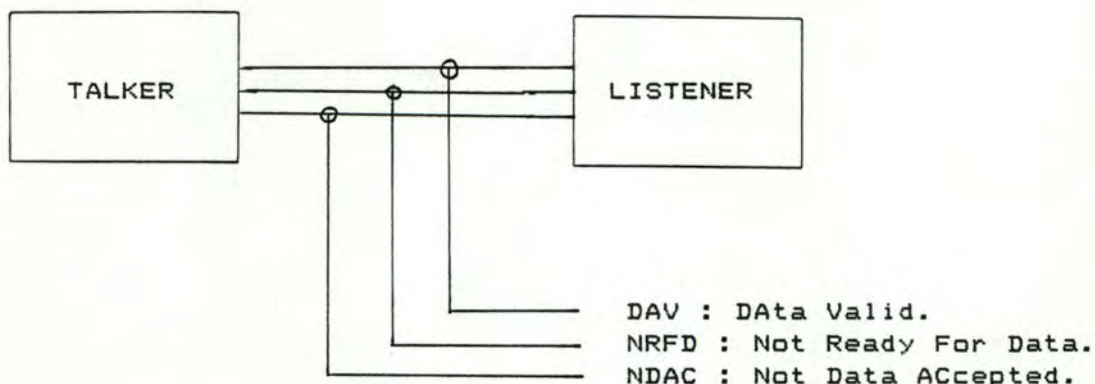 TALKER
LISTENER
DAV : DAta Valid.
NRFD : Not Ready For Data.
NDAC : Not Data ACcepted.